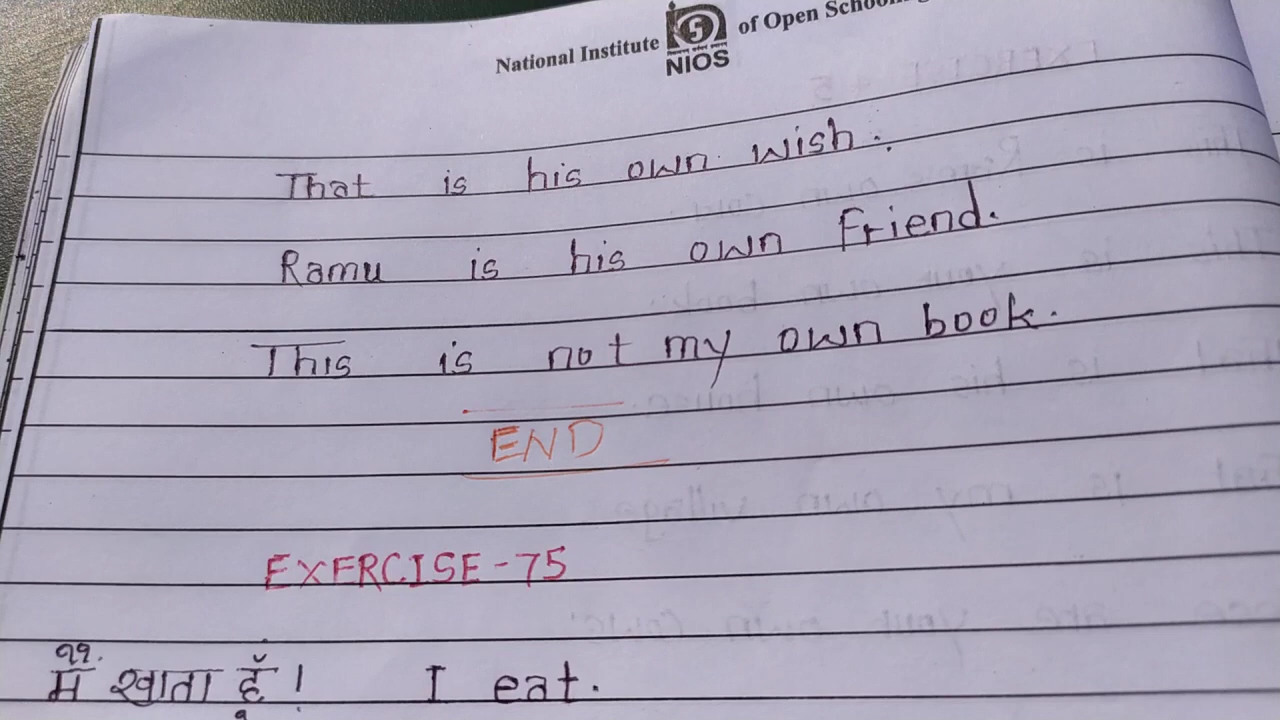 National Institute NIOS of Open
That is his own wish.
Ramu is his own friend.
This is not my own book.
END
EXERCISE-75
११.
में खाता हूँ! I eat.